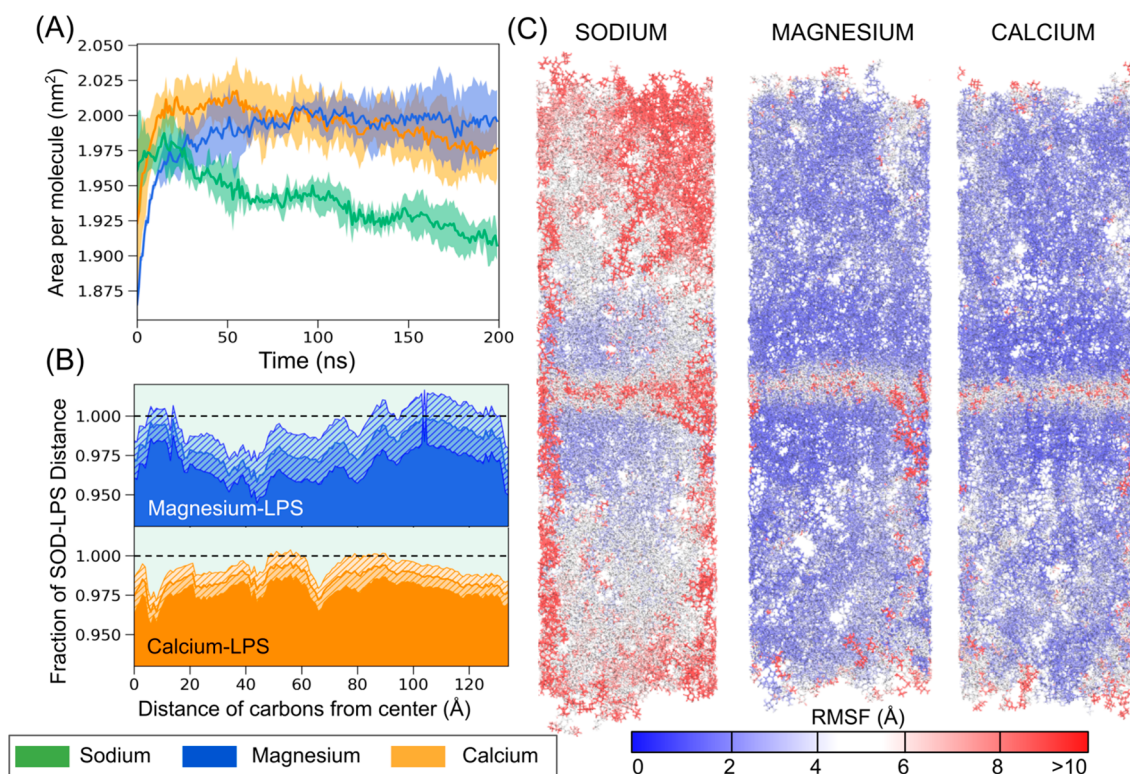 (A)
2.050
2.025
2.000
1.975
1.950
1.925
1.900
1.875
Area per molecule (nm²)
0 50 100 150 200
Time (ns)
(B)
1.000
0.975
0.950
Magnesium-LPS
1.000
0.975
0.950
Calcium-LPS
Fraction of SOD-LPS Distance
0 20 40 60 80 100 120
Distance of carbons from center (Å)
Sodium Magnesium Calcium
(C)
SODIUM MAGNESIUM CALCIUM
RMSF (Å)
0 2 4 6 8 >10